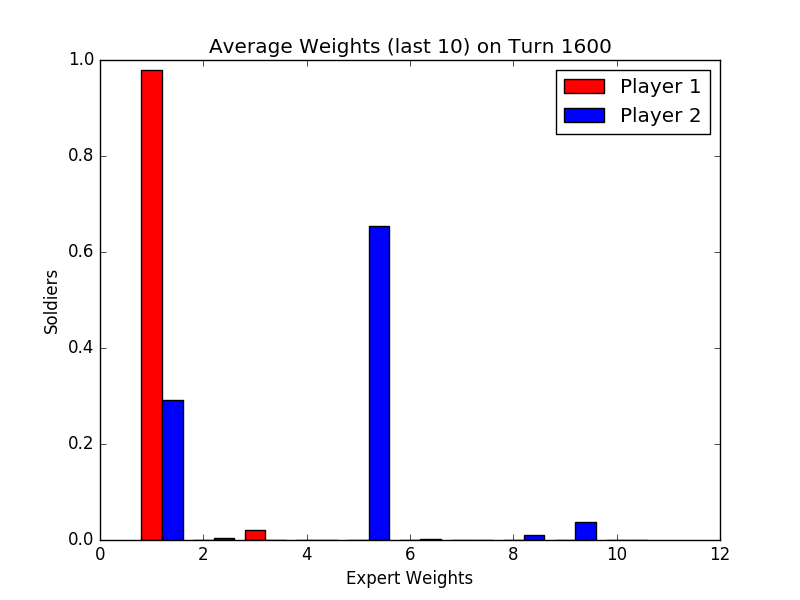 Average Weights (last 10) on Turn 1600
Player 1
Player 2
1.0
0.8
0.6
0.4
0.2
0.0
Soldiers
0 2 4 6 8 10 12
Expert Weights